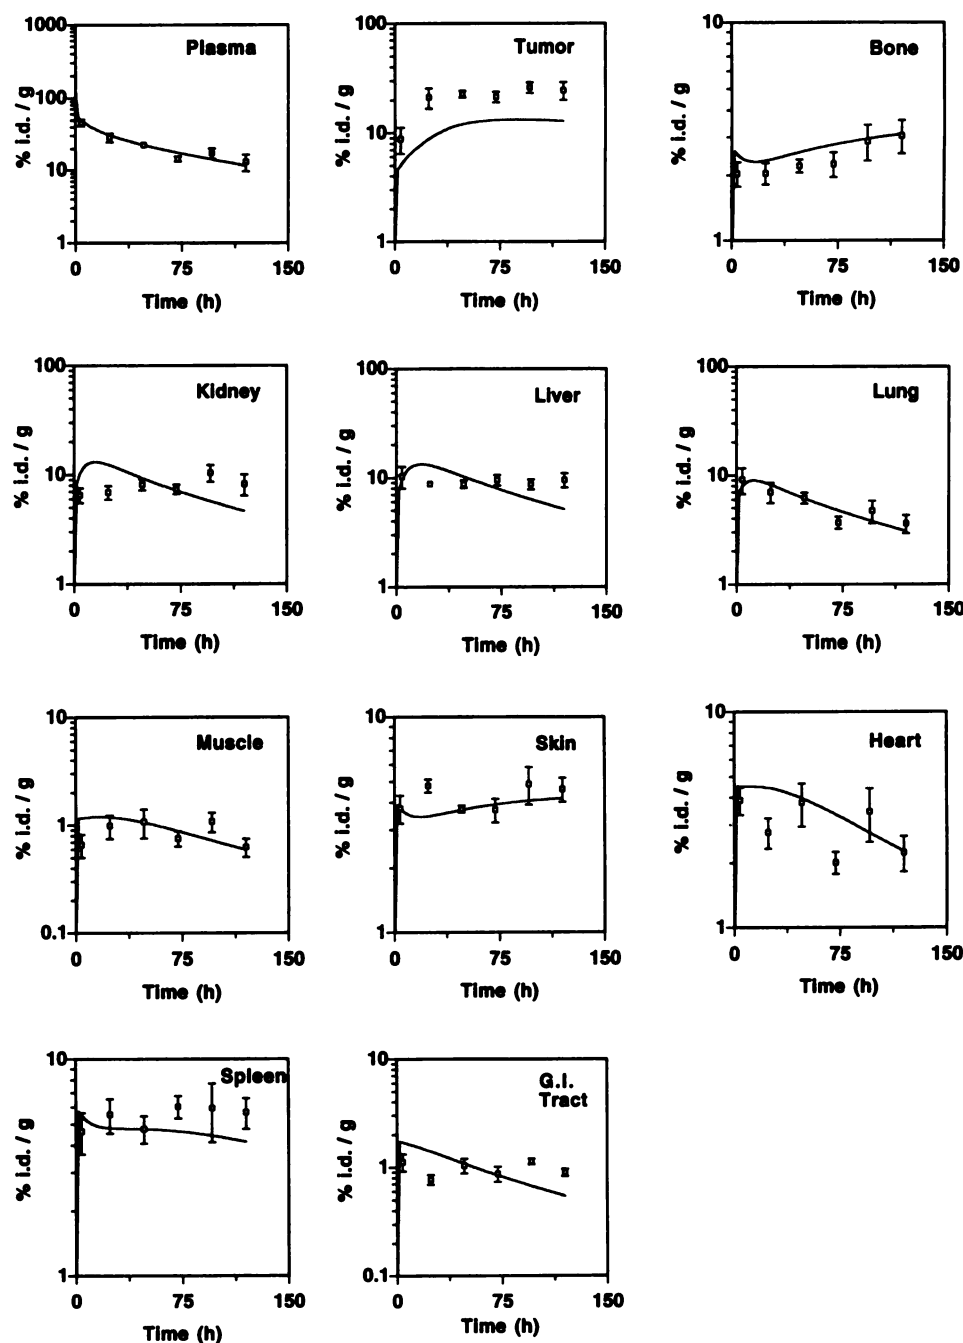 Plasma
% i.d. / g
1000
100
10
1
0
75
150
Time (h)
Tumor
% i.d. / g
100
10
1
0
75
150
Time (h)
Bone
% i.d. / g
10
1
0
75
150
Time (h)
Kidney
% i.d. / g
100
10
1
0
75
150
Time (h)
Liver
% i.d. / g
100
10
1
0
75
150
Time (h)
Lung
% i.d. / g
100
10
1
0
75
150
Time (h)
Muscle
% i.d. / g
10
1
0.1
0
75
150
Time (h)
Skin
% i.d. / g
10
1
0
75
150
Time (h)
Heart
% i.d. / g
10
1
0
75
150
Time (h)
Spleen
% i.d. / g
10
1
0
75
150
Time (h)
G.I.
Tract
% i.d. / g
10
1
0.1
0
75
150
Time (h)